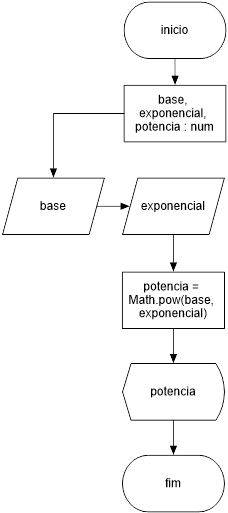 inicio
base,
exponencial,
potencia : num
base
exponencial
potencia =
Math.pow(base,
exponencial)
potencia
fim